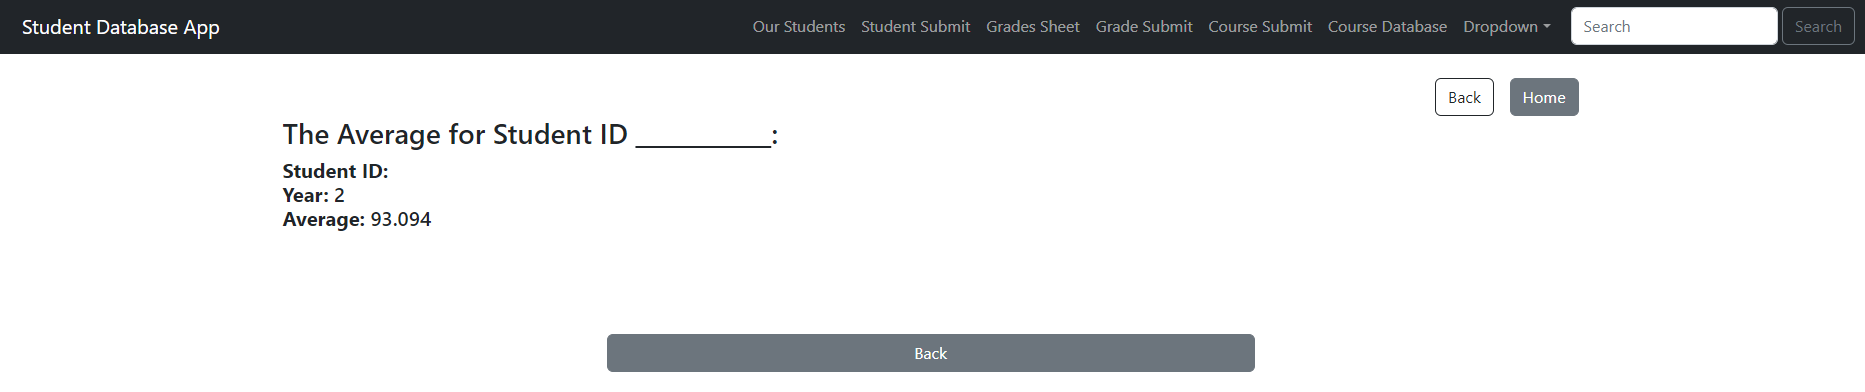 Student Database App Our Students Student Submit Grades Sheet Grade Submit Course Submit Course Database Dropdown Search Search
Back Home
The Average for Student ID __________:
Student ID:
Year: 2
Average: 93.094
Back